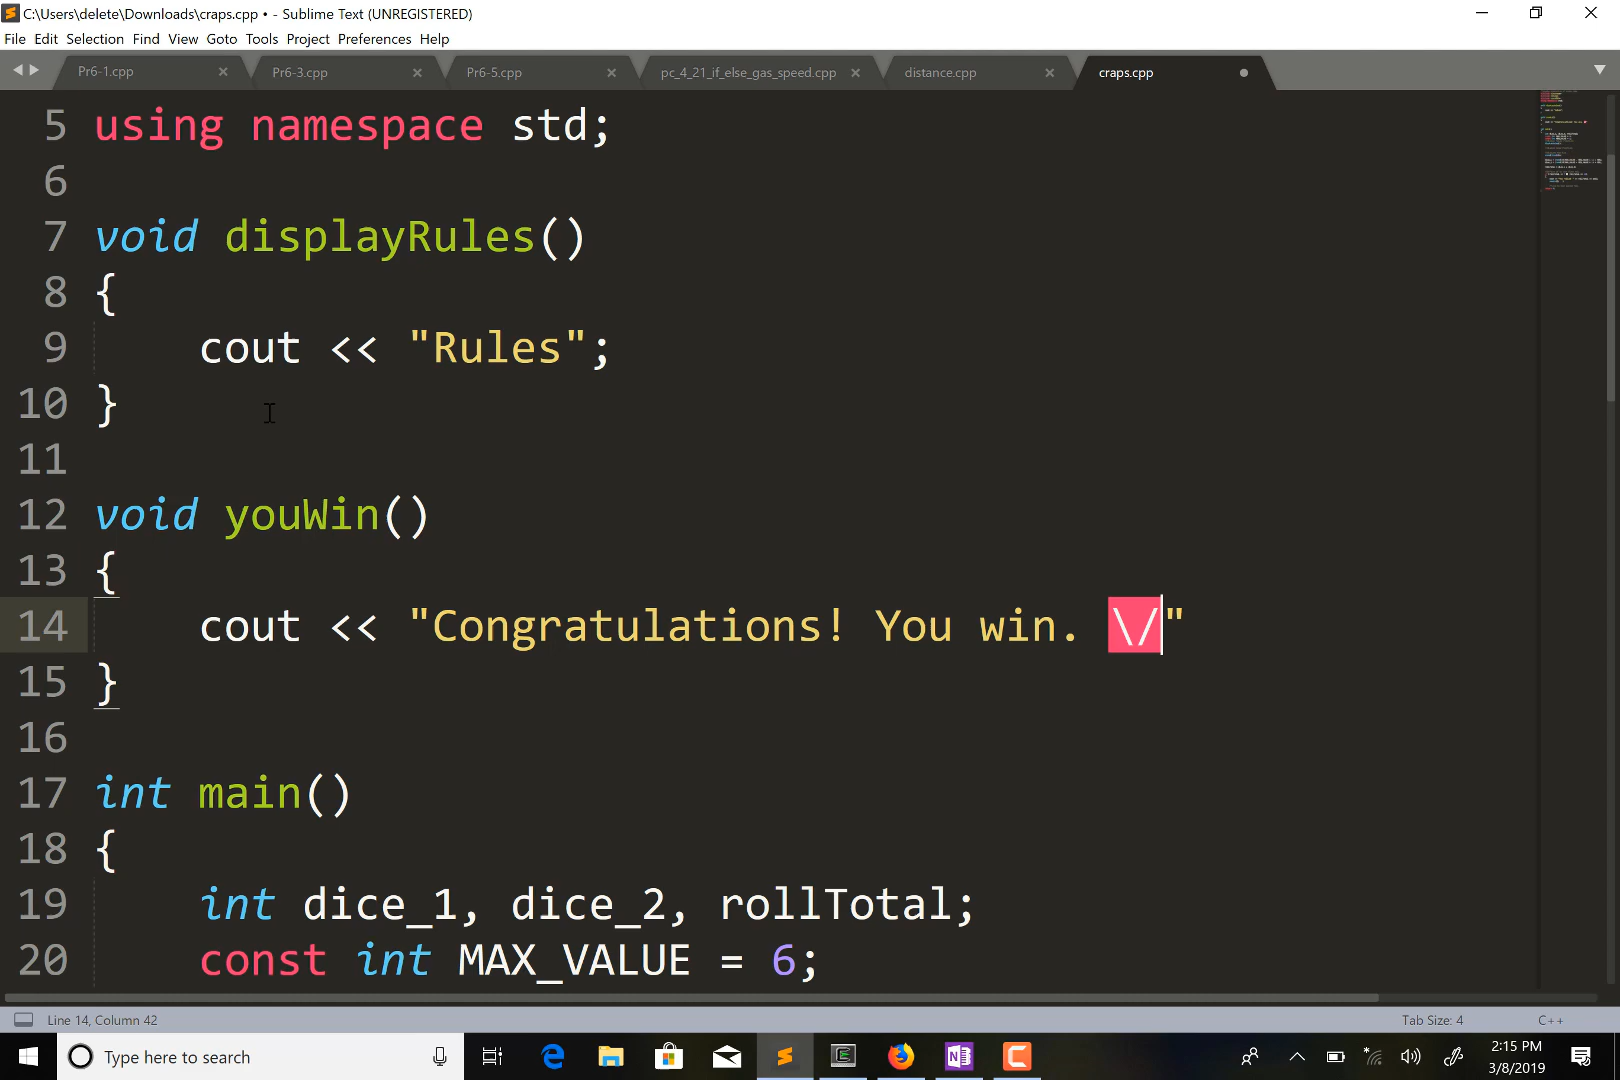 C:\Users\delete\Downloads\craps.cpp • - Sublime Text (UNREGISTERED)
File Edit Selection Find View Goto Tools Project Preferences Help
Pr6-1.cpp Pr6-3.cpp Pr6-5.cpp pc_4_21_if_else_gas_speed.cpp distance.cpp craps.cpp
5 using namespace std;
6
7 void displayRules()
8 {
9 cout << "Rules";
10 }
11
12 void youWin()
13 {
14 cout << "Congratulations! You win. \/"
15 }
16
17 int main()
18 {
19 int dice_1, dice_2, rollTotal;
20 const int MAX_VALUE = 6;
Line 14, Column 42 Tab Size: 4 C++
Type here to search 2:15 PM
3/8/2019